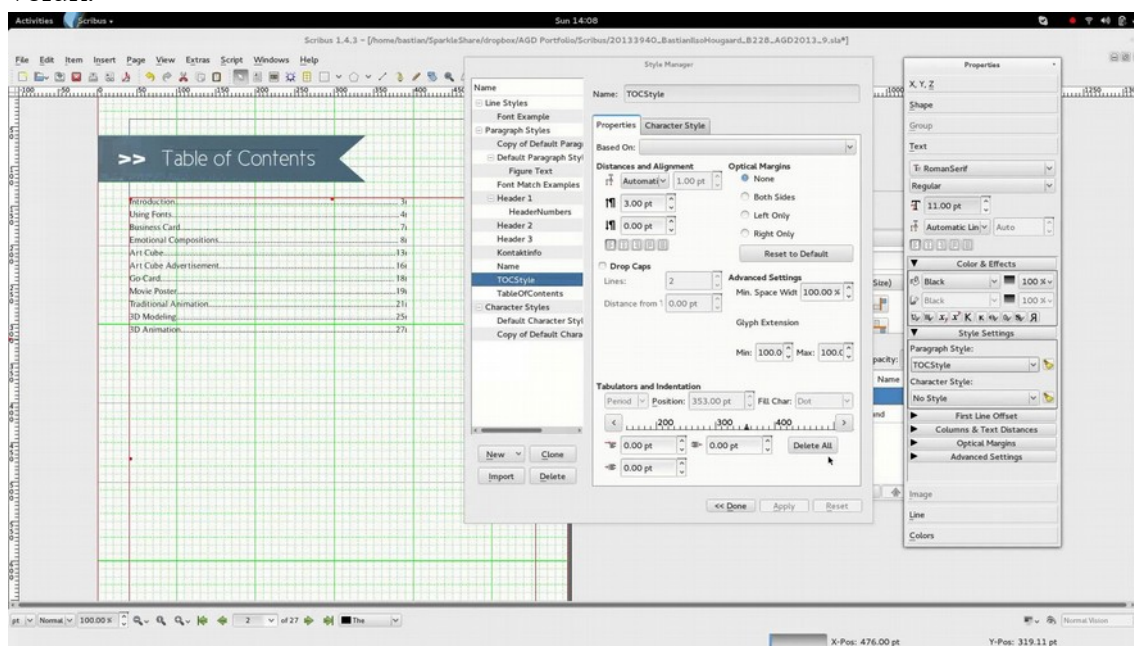 Activities Scribus Sun 14:08
Scribus 1.4.3 - [/home/bastian/SparkleShare/dropbox/AGD Portfolio/Scribus/20133940_BastianIlsoHougaard_B228_AGD2013_9.sla*]
File Edit Item Insert Page View Extras Script Windows Help
>> Table of Contents
Introduction 3
Using Fonts 4
Business Card 7
Emotional Compositions 8
Art Cube 13
Art Cube Advertisement 16
Go-Card 18
Movie Poster 19
Traditional Animation 21
3D Modeling 25
3D Animation 27
Style Manager
Name
Line Styles
Font Example
Paragraph Styles
Copy of Default Parag
Default Paragraph Styl
Figure Text
Font Match Examples
Header 1
HeaderNumbers
Header 2
Header 3
Kontaktinfo
Name
TOCStyle
TableOfContents
Character Styles
Default Character Styl
Copy of Default Chara
New Clone
Import Delete
Name: TOCStyle
Properties Character Style
Based On:
Distances and Alignment Optical Margins
Automati 1.00 pt None
3.00 pt Both Sides
0.00 pt Left Only
Right Only
Reset to Default
Drop Caps
Lines: 2 Advanced Settings
Min. Space Widt 100.00 %
Distance from T 0.00 pt
Glyph Extension
Min: 100.0 Max: 100.0
Tabulators and Indentation
Period Position: 353.00 pt Fill Char: Dot
200 300 400
0.00 pt 0.00 pt Delete All
0.00 pt
<< Done Apply Reset
Size)
pacity:
Name
Properties
X, Y, Z
Shape
Group
Text
RomanSerif
Regular
11.00 pt
Automatic Lin Auto
Color & Effects
Black 100 %
Black 100 %
Style Settings
Paragraph Style:
TOCStyle
Character Style:
No Style
First Line Offset
Columns & Text Distances
Optical Margins
Advanced Settings
Image
Line
Colors
pt Normal 100.00 % 2 of 27 The Normal Vision
X-Pos: 476.00 pt Y-Pos: 319.11 pt